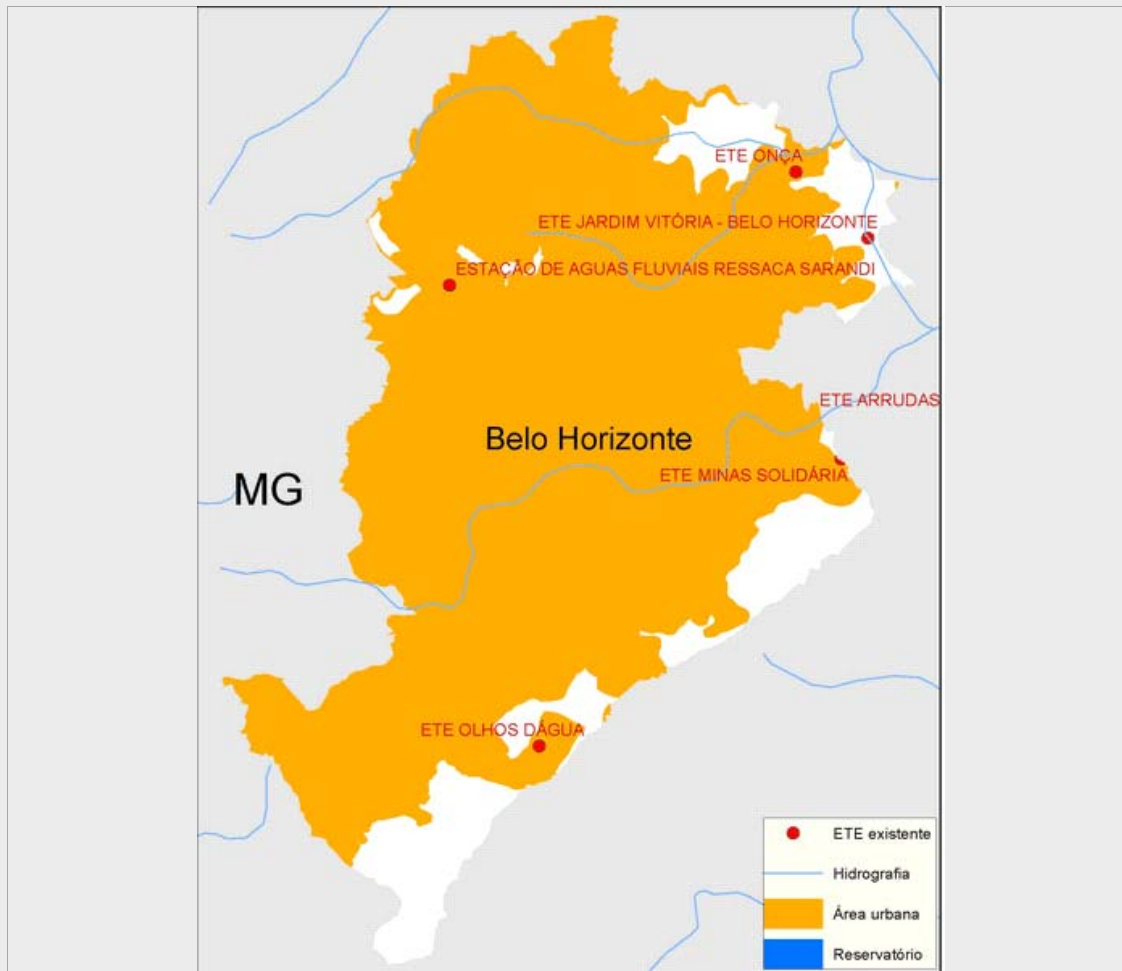 ETE ONÇA
ETE JARDIM VITÓRIA - BELO HORIZONTE
ESTAÇÃO DE AGUAS FLUVIAIS RESSACA SARANDI
ETE ARRUDAS
Belo Horizonte
ETE MINAS SOLIDÁRIA
MG
ETE OLHOS DÁGUA
ETE existente
Hidrografia
Área urbana
Reservatório